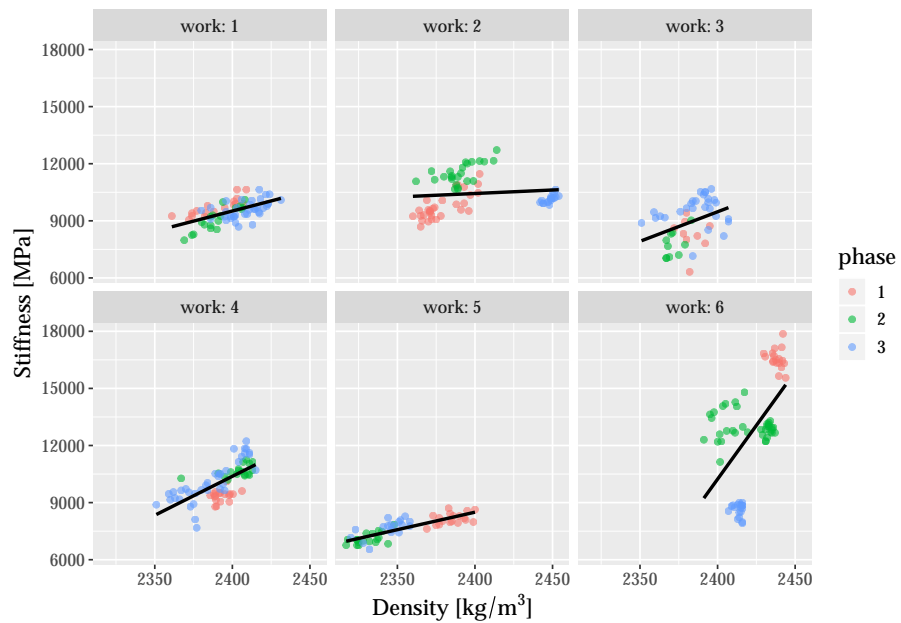 work: 1 work: 2 work: 3
18000
15000
12000
9000
6000
work: 4 work: 5 work: 6
18000
15000
12000
9000
6000
2350 2400 2450 2350 2400 2450 2350 2400 2450
Density [kg/m³]
Stiffness [MPa]
phase
1
2
3